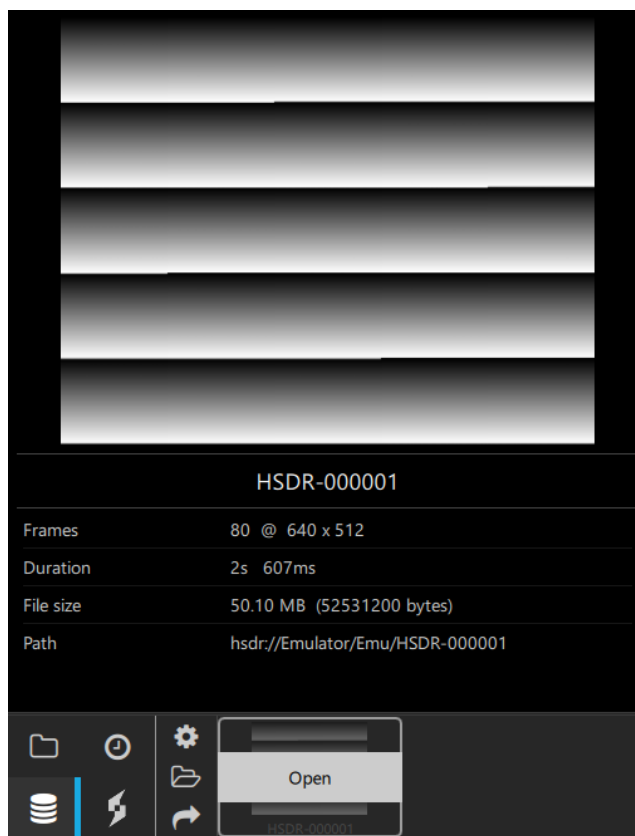 HSDR-000001
Frames 80 @ 640 x 512
Duration 2s 607ms
File size 50.10 MB (52531200 bytes)
Path hsdr://Emulator/Emu/HSDR-000001
Open
HSDR-000001